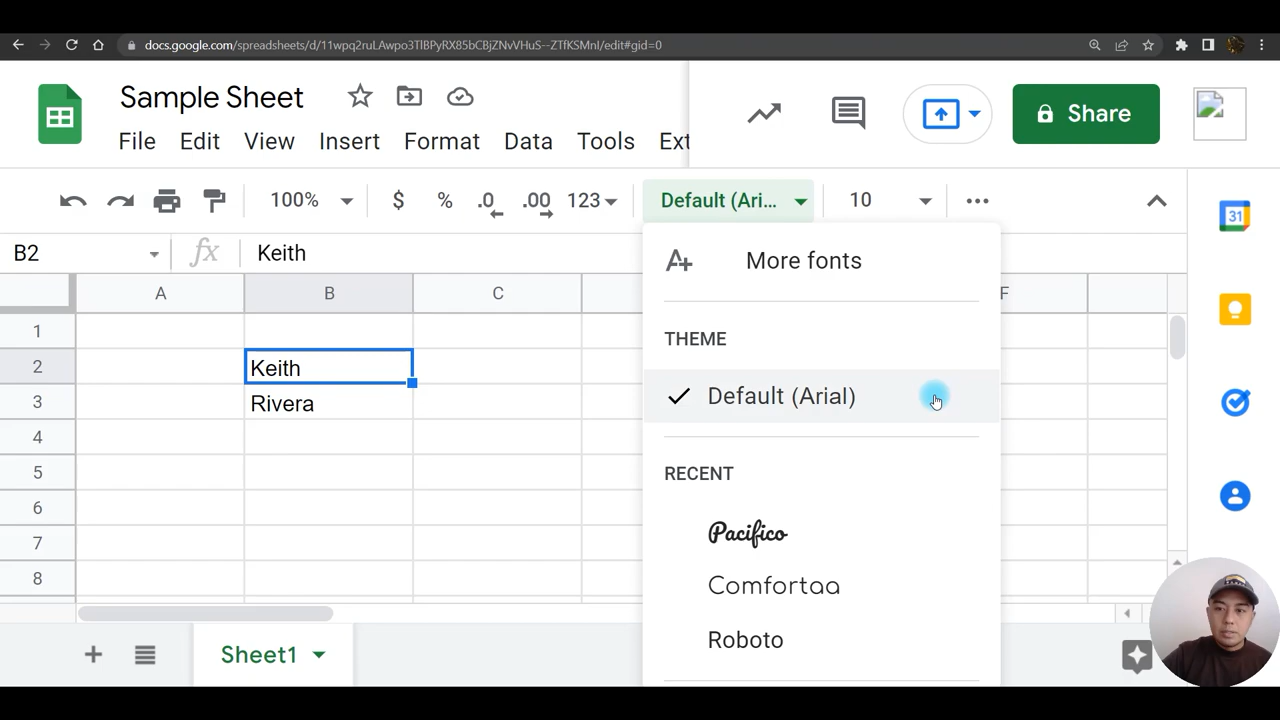 docs.google.com/spreadsheets/d/11wpq2ruLAwpo3TlBPyRX85bCBjZNvVHuS--ZTfKSMnI/edit#gid=0
Sample Sheet
File Edit View Insert Format Data Tools Ext
Share
100% $ % .0 .00 123 Default (Ari... 10
B2 fx Keith
More fonts
A B C F
1
THEME
2 Keith
Default (Arial)
3 Rivera
4
5
RECENT
6
Pacifico
7
8
Comfortaa
Roboto
Sheet1
31